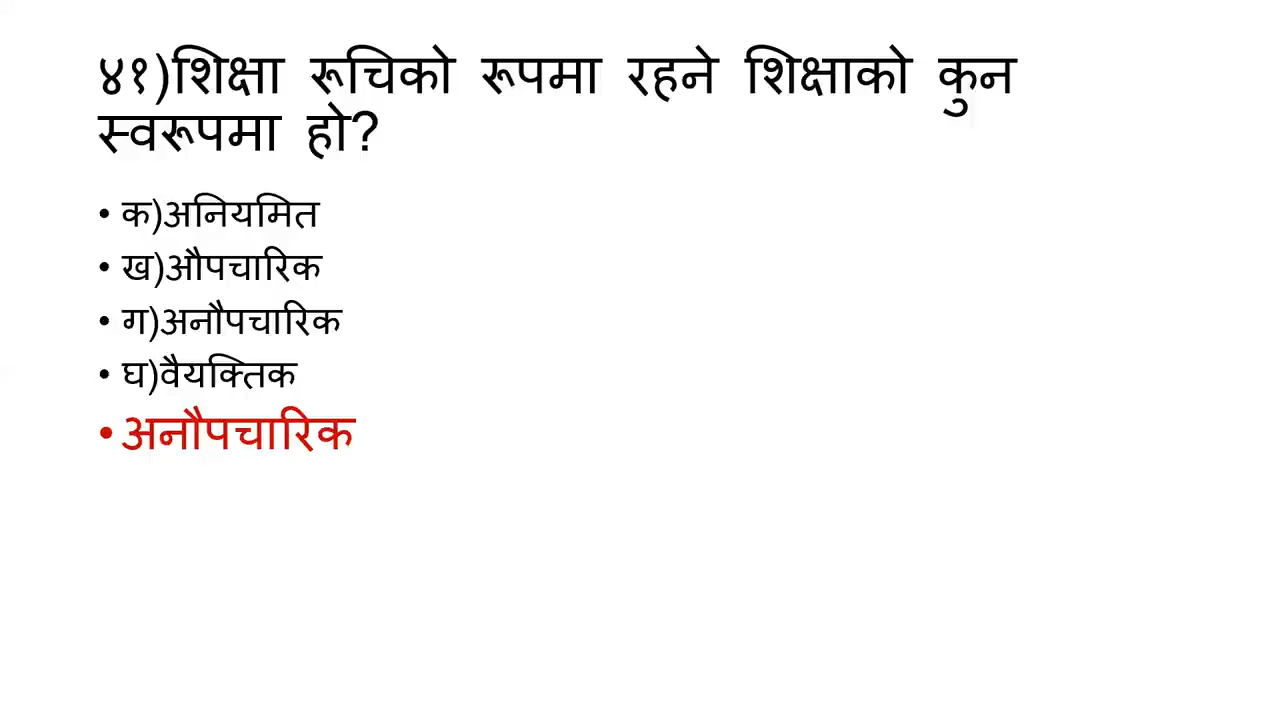 ४१)शिक्षा रूचिको रूपमा रहने शिक्षाको कुन
स्वरूपमा हो?
• क)अनियमित
• ख)औपचारिक
• ग)अनौपचारिक
• घ)वैयक्तिक
• अनौपचारिक